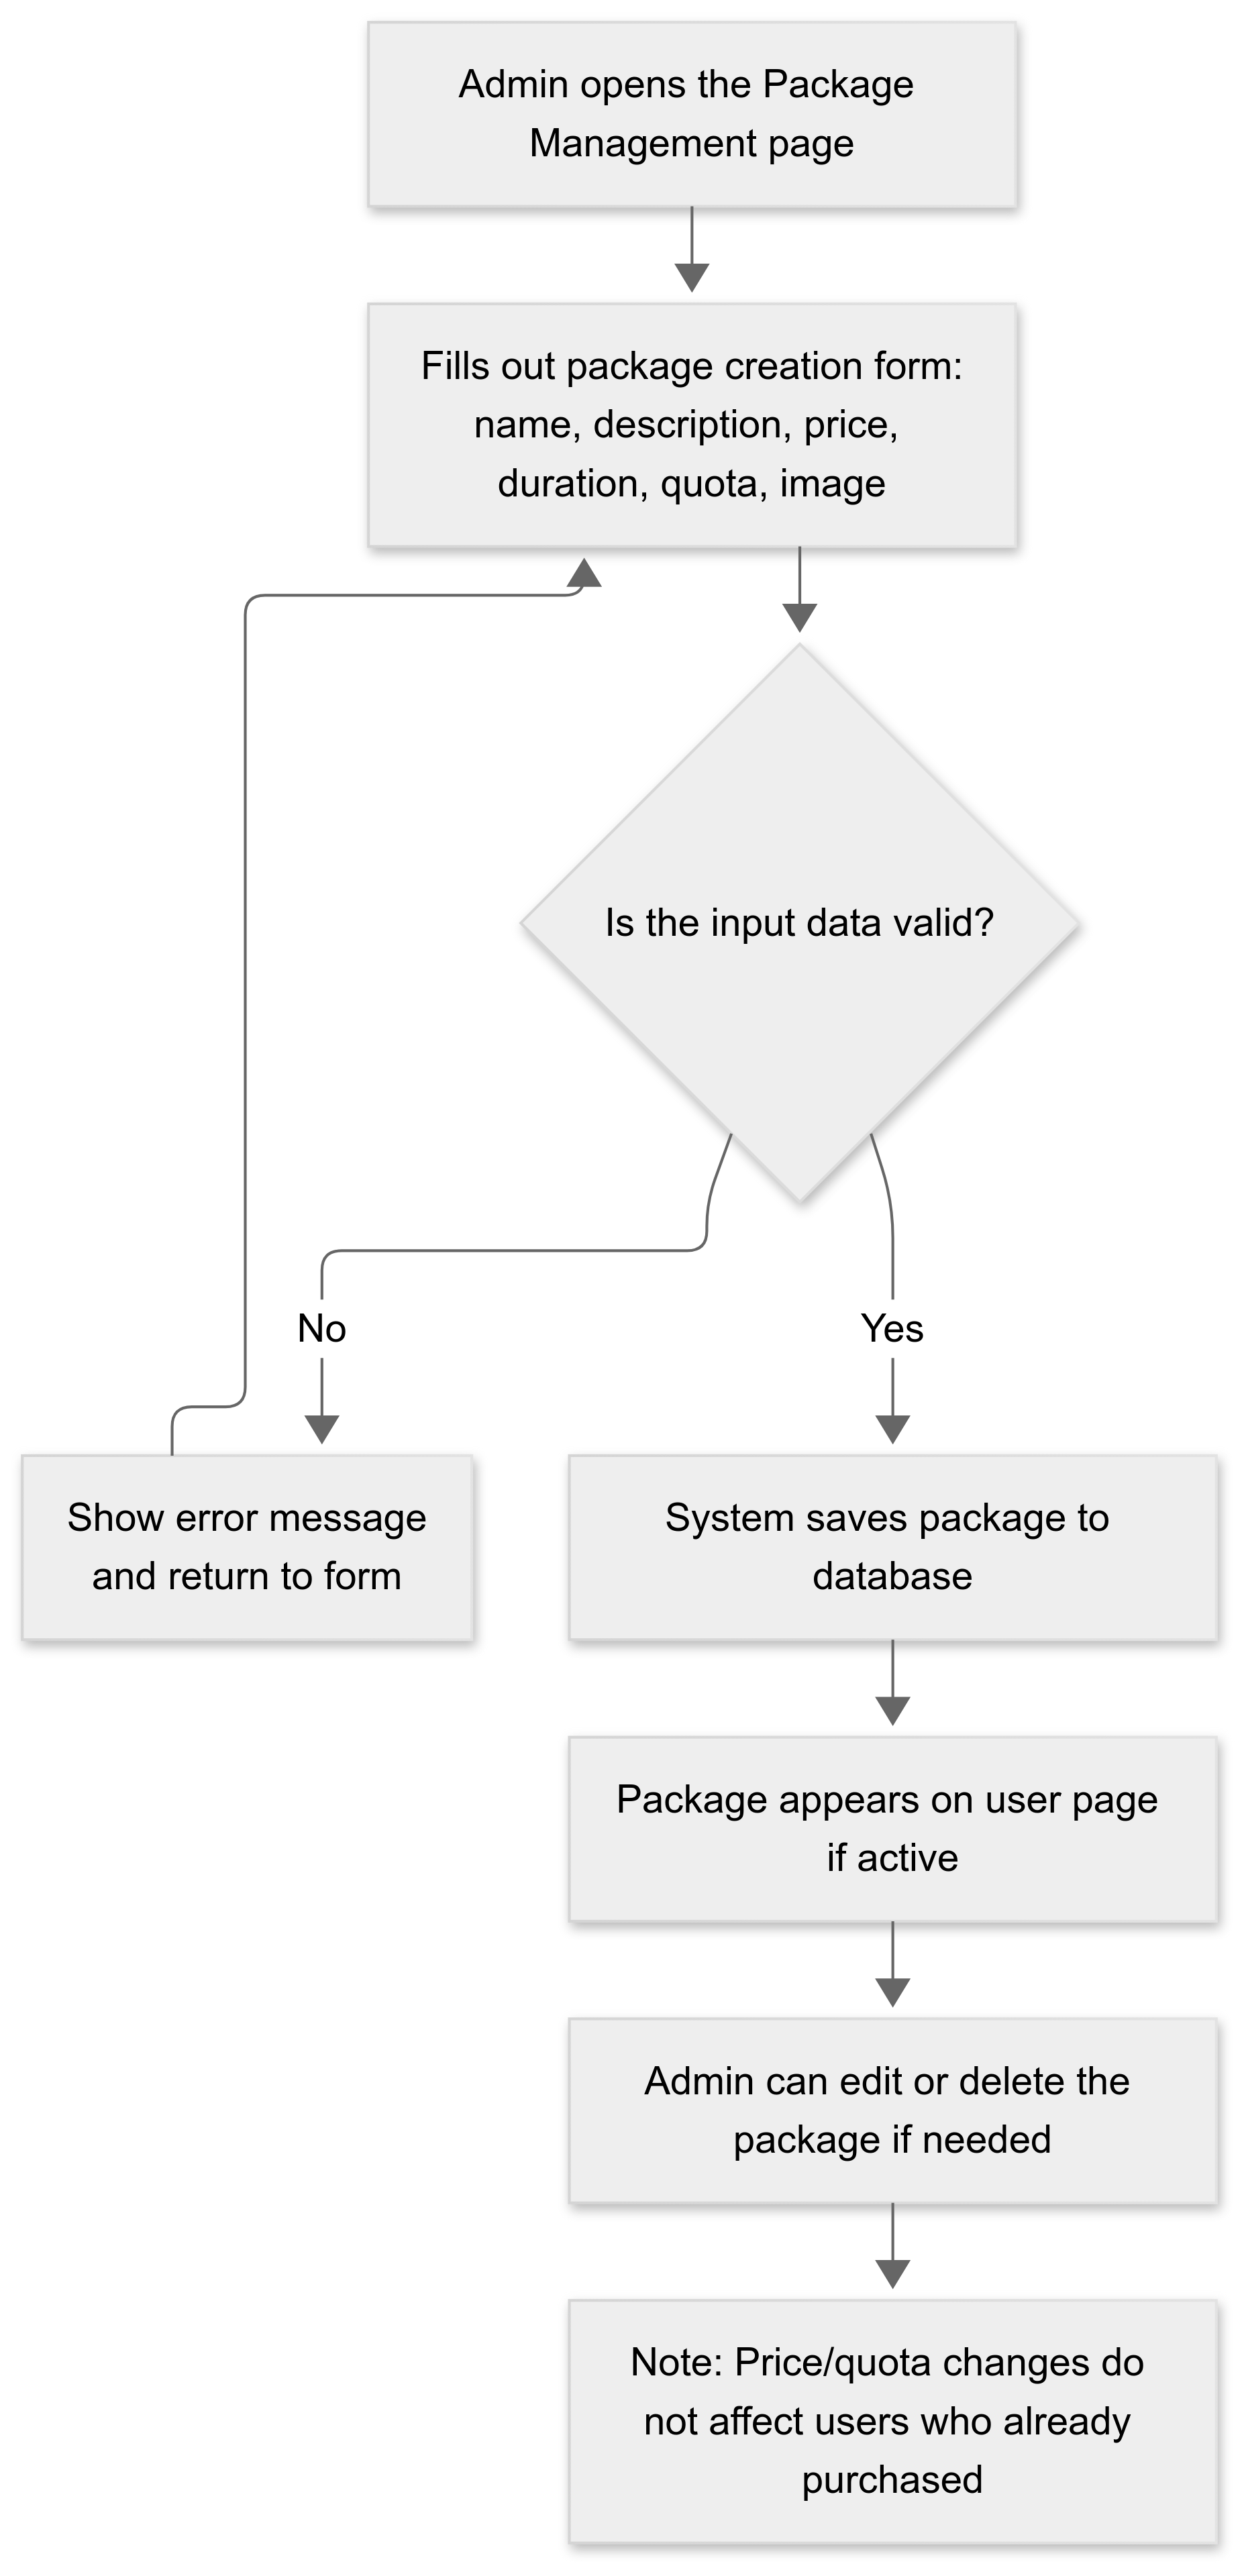 Admin opens the Package
Management page
Fills out package creation form:
name, description, price,
duration, quota, image
Is the input data valid?
No
Yes
Show error message
and return to form
System saves package to
database
Package appears on user page
if active
Admin can edit or delete the
package if needed
Note: Price/quota changes do
not affect users who already
purchased